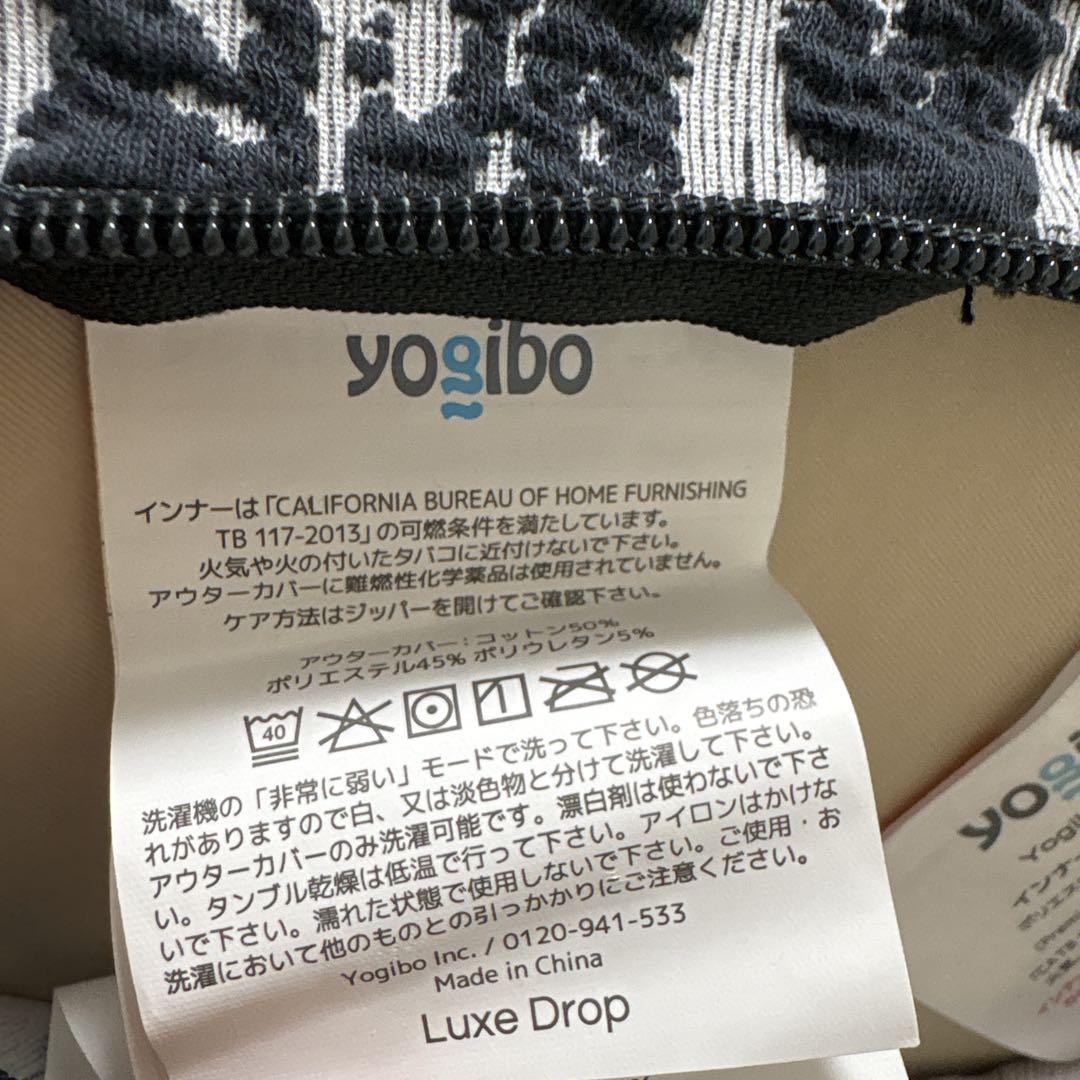 yogibo
インナーは「CALIFORNIA BUREAU OF HOME FURNISHING
TB 117-2013」の可燃条件を満たしています。
火気や火の付いたタバコに近付けないで下さい。
アウターカバーに難燃性化学薬品は使用されていません。
ケア方法はジッパーを開けてご確認下さい。
アウターカバー：コットン50%
ポリエステル45% ポリウレタン5%
40
洗濯機の「非常に弱い」モードで洗って下さい。色落ちの恐
れがありますので白、又は淡色物と分けて洗濯して下さい。
アウターカバーのみ洗濯可能です。漂白剤は使わないで下さ
い。タンブル乾燥は低温で行って下さい。アイロンはかけな
いで下さい。濡れた状態で使用しないで下さい。ご使用・お
洗濯において他のものとの引っかかりにご注意ください。
Yogibo Inc. / 0120-941-533
Made in China
Luxe Drop
yog
Yogi
インナ
ポリエス